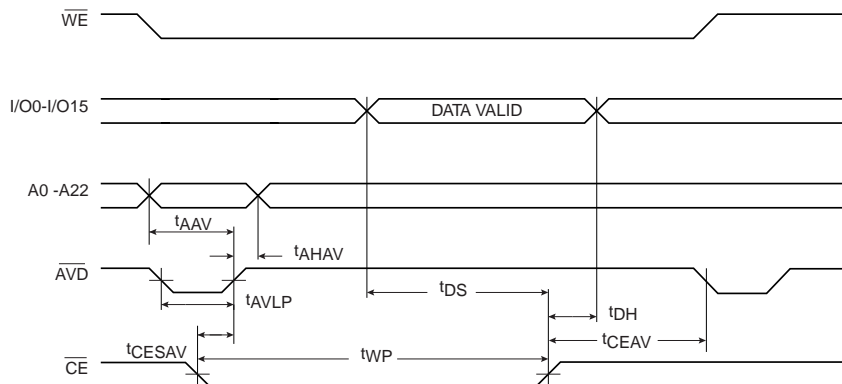 WE
I/O0-I/O15
DATA VALID
A0 -A22
tAAV
tAHAV
AVD
tAVLP
tDS
tDH
tCESAV
tWP
tCEAV
CE